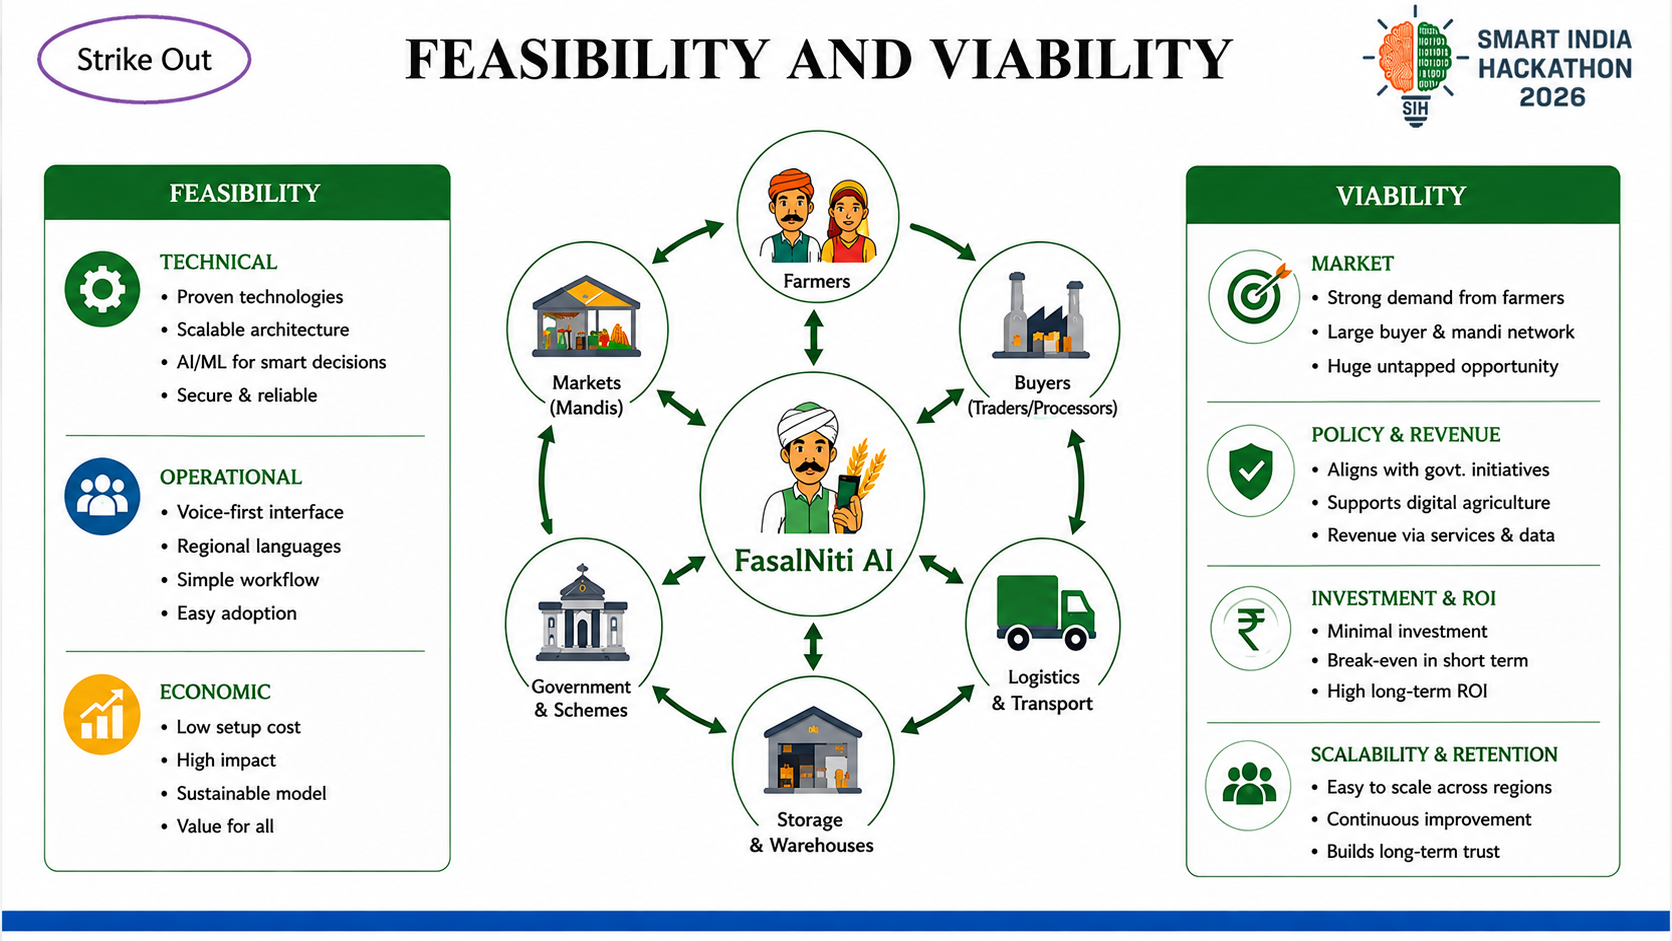 Strike Out
FEASIBILITY AND VIABILITY
SMART INDIA
HACKATHON
2026
SIH
FEASIBILITY
TECHNICAL
• Proven technologies
• Scalable architecture
• AI/ML for smart decisions
• Secure & reliable
OPERATIONAL
• Voice-first interface
• Regional languages
• Simple workflow
• Easy adoption
ECONOMIC
• Low setup cost
• High impact
• Sustainable model
• Value for all
Farmers
Markets
(Mandis)
Buyers
(Traders/Processors)
FasalNiti AI
Government
& Schemes
Logistics
& Transport
Storage
& Warehouses
VIABILITY
MARKET
• Strong demand from farmers
• Large buyer & mandi network
• Huge untapped opportunity
POLICY & REVENUE
• Aligns with govt. initiatives
• Supports digital agriculture
• Revenue via services & data
₹
INVESTMENT & ROI
• Minimal investment
• Break-even in short term
• High long-term ROI
SCALABILITY & RETENTION
• Easy to scale across regions
• Continuous improvement
• Builds long-term trust